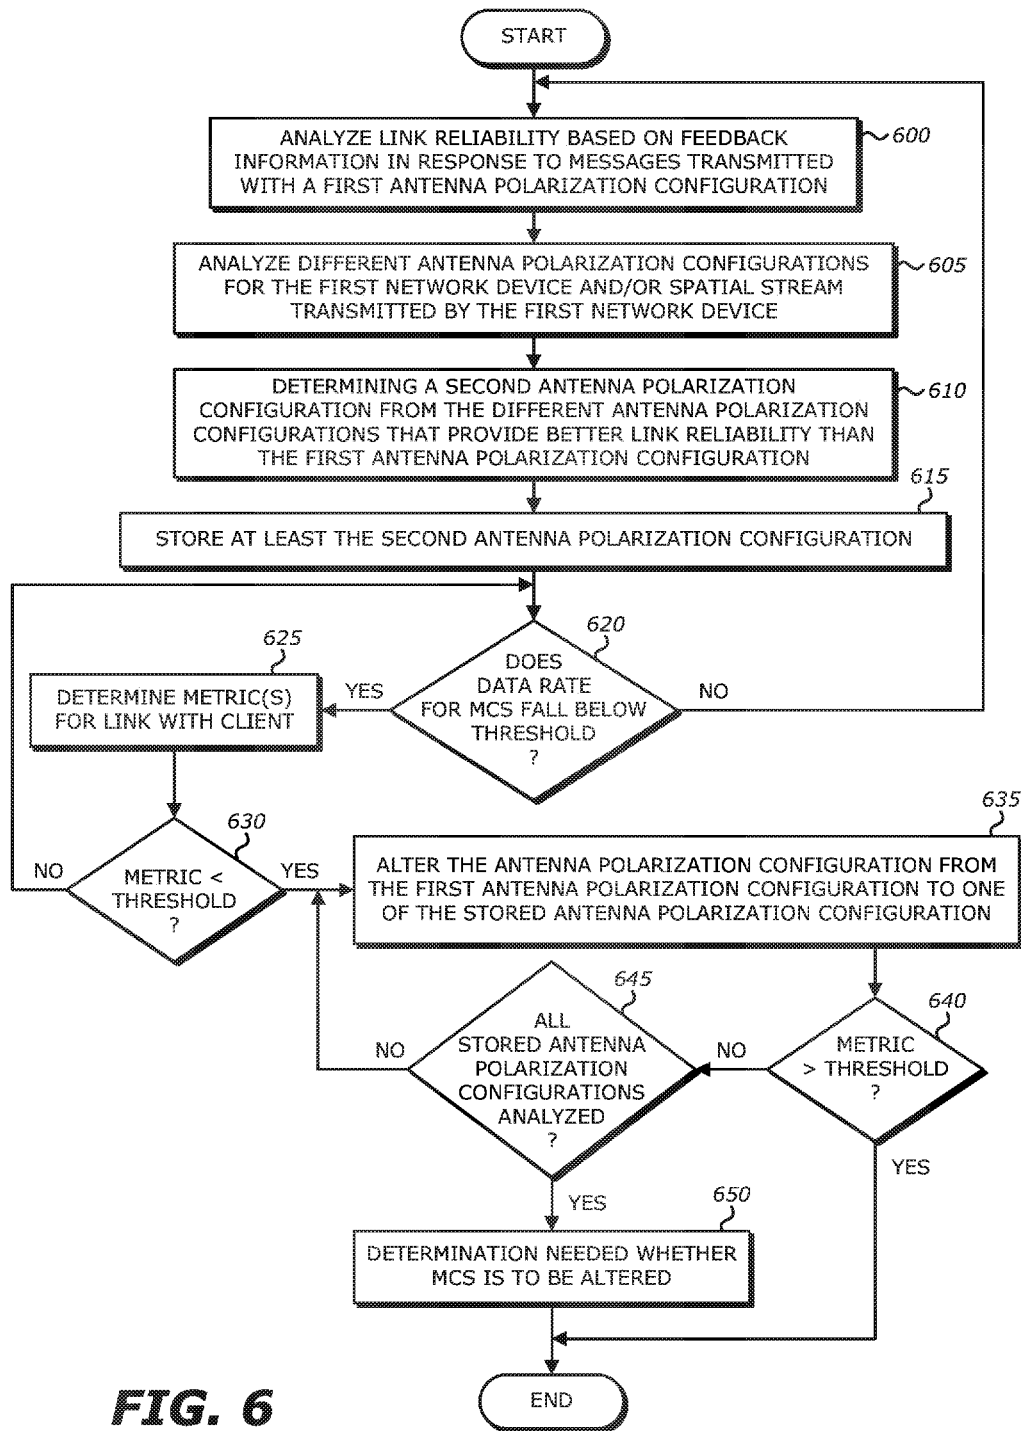 START
ANALYZE LINK RELIABILITY BASED ON FEEDBACK
INFORMATION IN RESPONSE TO MESSAGES TRANSMITTED
WITH A FIRST ANTENNA POLARIZATION CONFIGURATION
600
ANALYZE DIFFERENT ANTENNA POLARIZATION CONFIGURATIONS
FOR THE FIRST NETWORK DEVICE AND/OR SPATIAL STREAM
TRANSMITTED BY THE FIRST NETWORK DEVICE
605
DETERMINING A SECOND ANTENNA POLARIZATION
CONFIGURATION FROM THE DIFFERENT ANTENNA POLARIZATION
CONFIGURATIONS THAT PROVIDE BETTER LINK RELIABILITY THAN
THE FIRST ANTENNA POLARIZATION CONFIGURATION
610
615
STORE AT LEAST THE SECOND ANTENNA POLARIZATION CONFIGURATION
620
DOES
DATA RATE
FOR MCS FALL BELOW
THRESHOLD
?
YES
NO
625
DETERMINE METRIC(S)
FOR LINK WITH CLIENT
630
METRIC <
THRESHOLD
?
NO
YES
635
ALTER THE ANTENNA POLARIZATION CONFIGURATION FROM
THE FIRST ANTENNA POLARIZATION CONFIGURATION TO ONE
OF THE STORED ANTENNA POLARIZATION CONFIGURATION
640
METRIC
> THRESHOLD
?
NO
YES
645
ALL
STORED ANTENNA
POLARIZATION
CONFIGURATIONS
ANALYZED
?
NO
YES
650
DETERMINATION NEEDED WHETHER
MCS IS TO BE ALTERED
END
FIG. 6